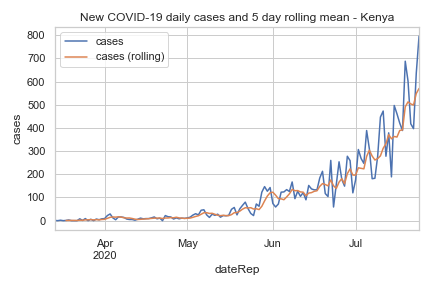 New COVID-19 daily cases and 5 day rolling mean - Kenya
cases
cases (rolling)
800
700
600
500
400
300
200
100
0
cases
Apr
2020
May
Jun
Jul
dateRep